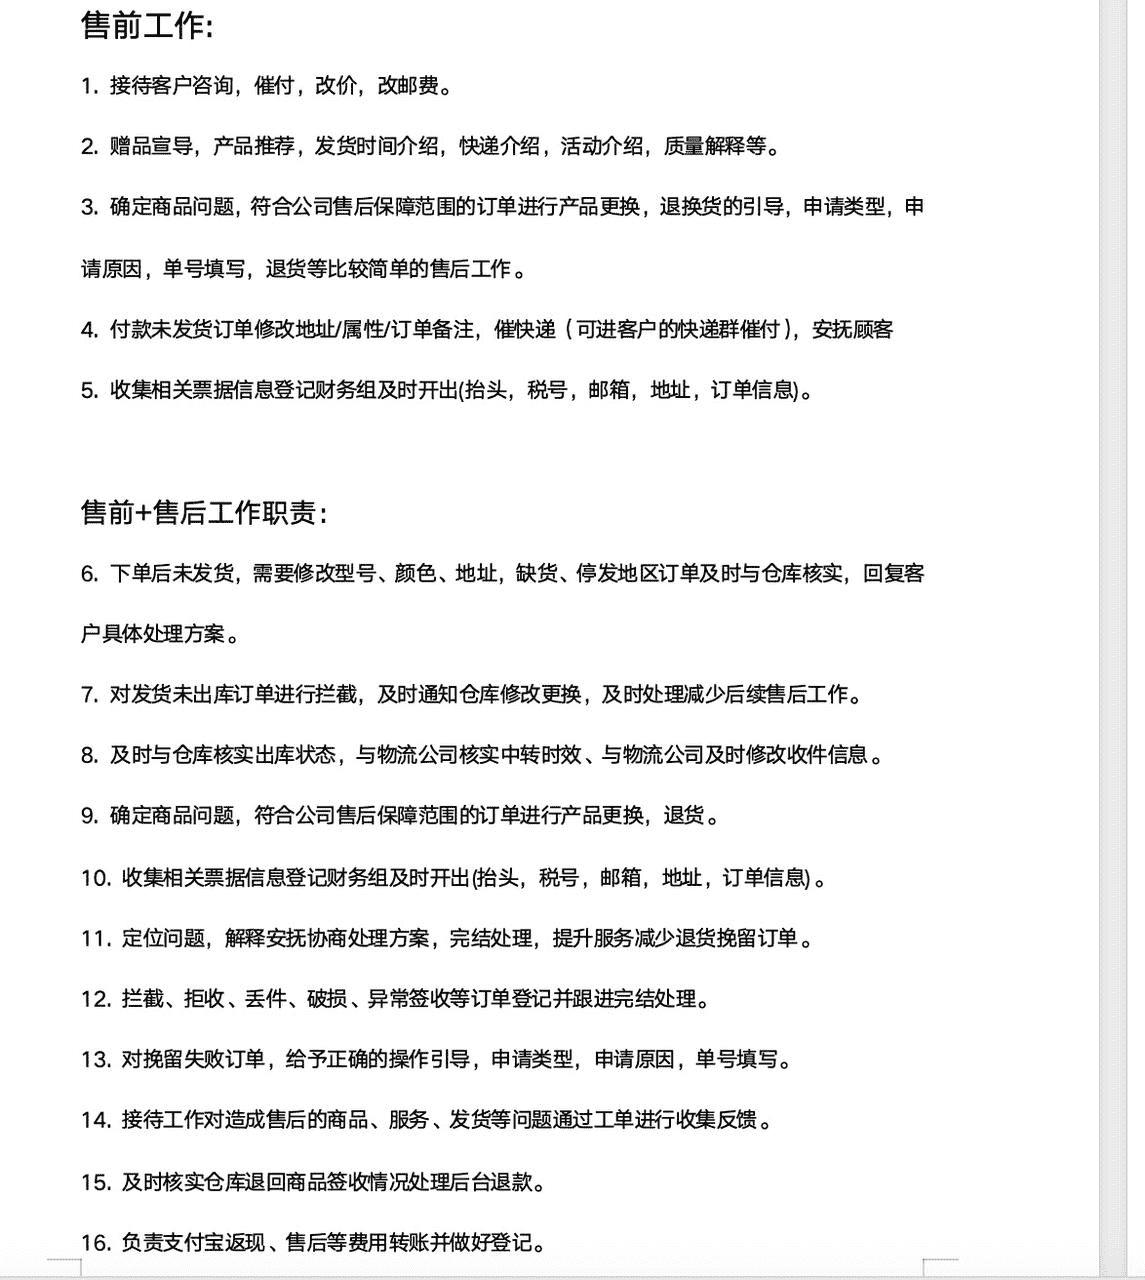 售前工作:
1. 接待客户咨询，催付，改价，改邮费。
2. 赠品宣导，产品推荐，发货时间介绍，快递介绍，活动介绍，质量解释等。
3. 确定商品问题，符合公司售后保障范围的订单进行产品更换，退换货的引导，申请类型，申
请原因，单号填写，退货等比较简单的售后工作。
4. 付款未发货订单修改地址/属性/订单备注，催快递（可进客户的快递群催付），安抚顾客
5. 收集相关票据信息登记财务组及时开出(抬头，税号，邮箱，地址，订单信息)。
售前+售后工作职责:
6. 下单后未发货，需要修改型号、颜色、地址，缺货、停发地区订单及时与仓库核实，回复客
户具体处理方案。
7. 对发货未出库订单进行拦截，及时通知仓库修改更换，及时处理减少后续售后工作。
8. 及时与仓库核实出库状态，与物流公司核实中转时效、与物流公司及时修改收件信息。
9. 确定商品问题，符合公司售后保障范围的订单进行产品更换，退货。
10. 收集相关票据信息登记财务组及时开出(抬头，税号，邮箱，地址，订单信息)。
11. 定位问题，解释安抚协商处理方案，完结处理，提升服务减少退货挽留订单。
12. 拦截、拒收、丢件、破损、异常签收等订单登记并跟进完结处理。
13. 对挽留失败订单，给予正确的操作引导，申请类型，申请原因，单号填写。
14. 接待工作对造成售后的商品、服务、发货等问题通过工单进行收集反馈。
15. 及时核实仓库退回商品签收情况处理后台退款。
16. 负责支付宝返现、售后等费用转账并做好登记。